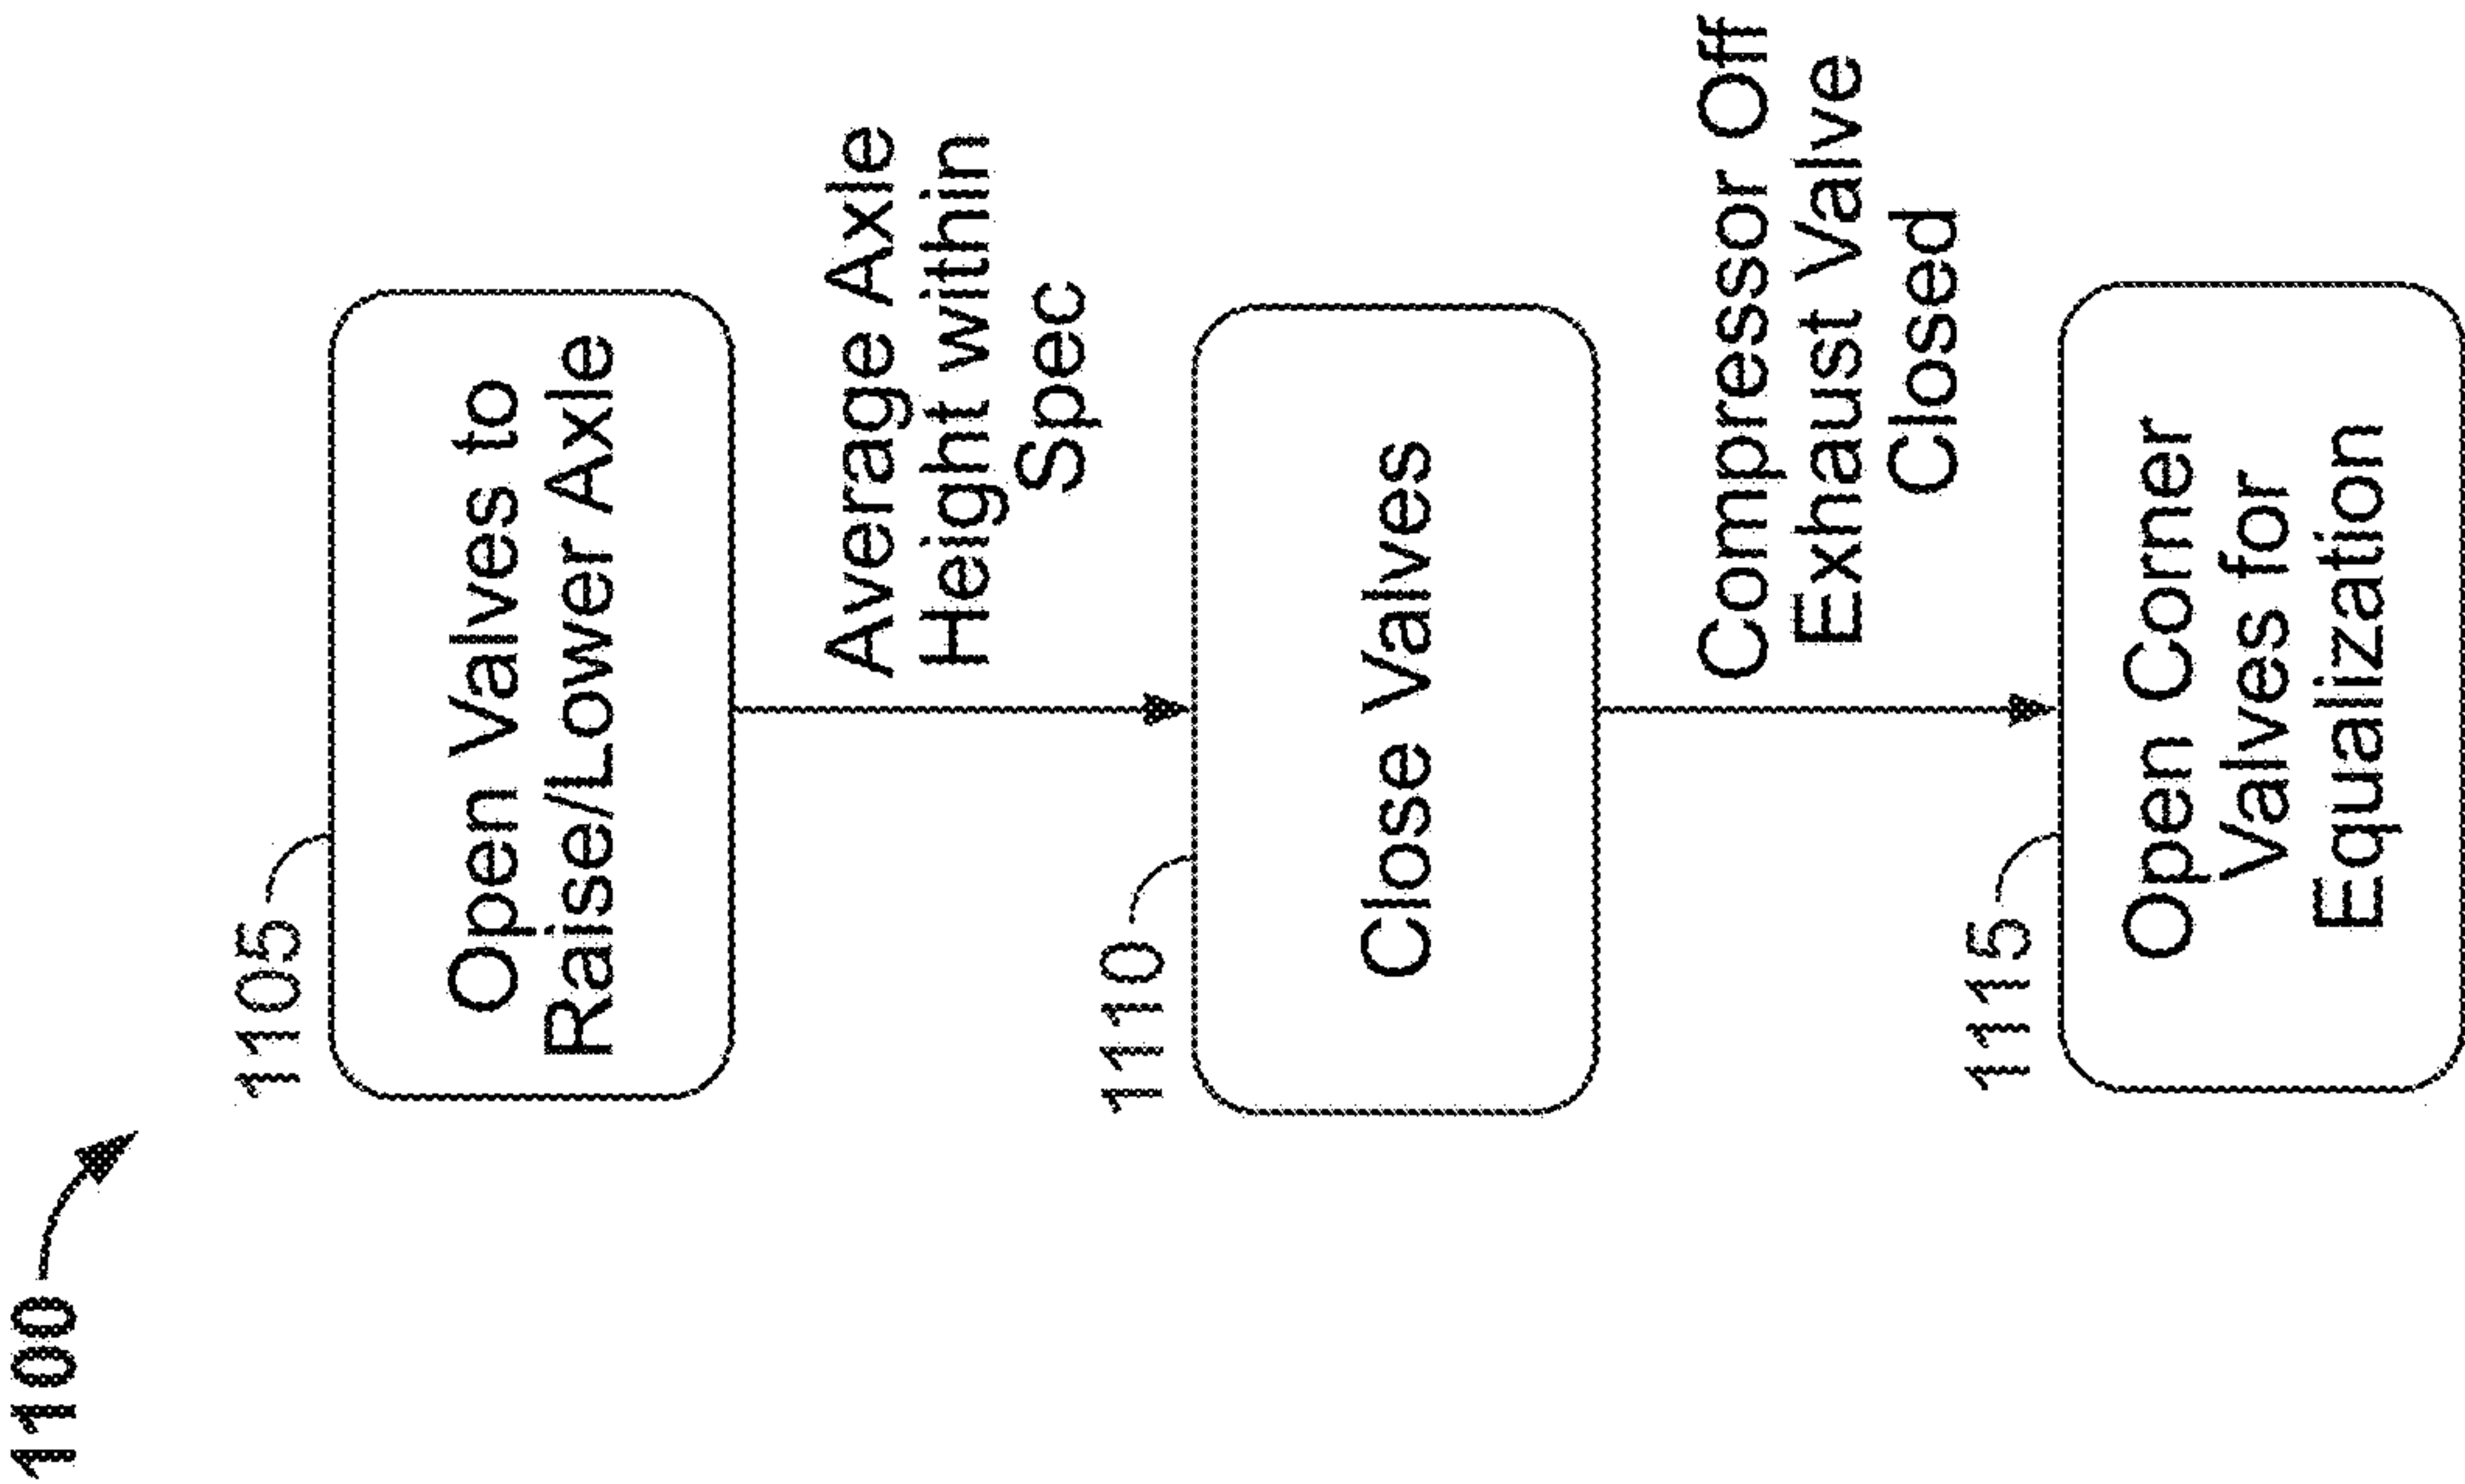 1100
1105
Open Valves to
Raise/Lower Axle
Average Axle
Height within
Spec
1110
Close Valves
Compressor Off
Exhaust Valve
Closed
1115
Open Corner
Valves for
Equalization